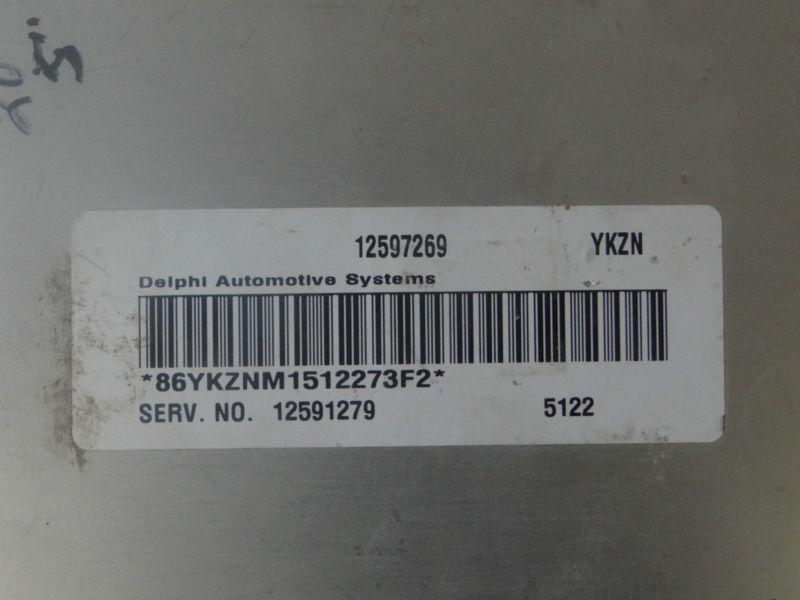 12597269 YKZN
Delphi Automotive Systems
*86YKZNM1512273F2*
SERV. NO. 12591279 5122